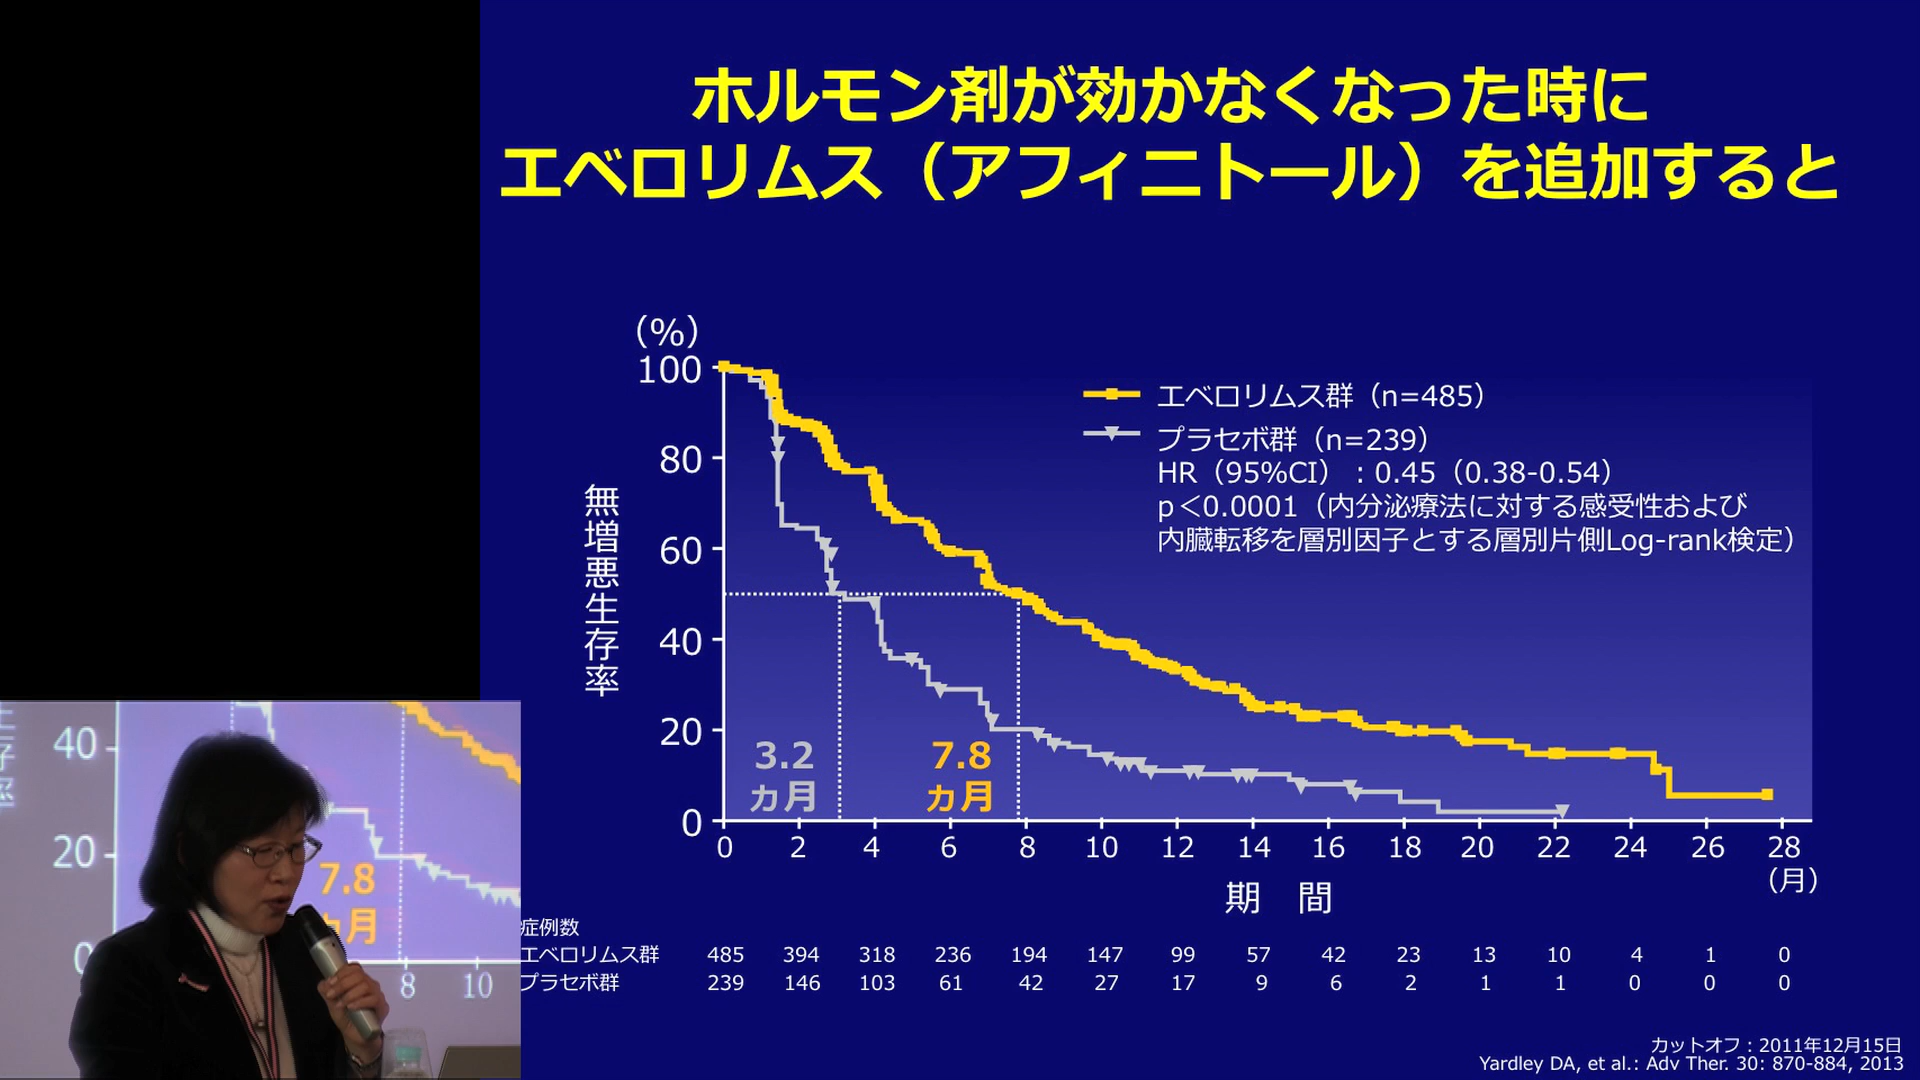 ホルモン剤が効かなくなった時に
エベロリムス（アフィニトール）を追加すると
（%）
100
80
60
40
20
0
無増悪生存率
エベロリムス群（n=485）
プラセボ群（n=239）
HR（95%CI）：0.45（0.38-0.54）
p＜0.0001（内分泌療法に対する感受性および
内臓転移を層別因子とする層別片側Log-rank検定）
3.2
カ月
7.8
カ月
0 2 4 6 8 10 12 14 16 18 20 22 24 26 28
（月）
期 間
症例数
エベロリムス群 485 394 318 236 194 147 99 57 42 23 13 10 4 1 0
プラセボ群 239 146 103 61 42 27 17 9 6 2 1 1 0 0 0
カットオフ：2011年12月15日
Yardley DA, et al.: Adv Ther. 30: 870-884, 2013
40
20
0
7.8
カ月
8 10